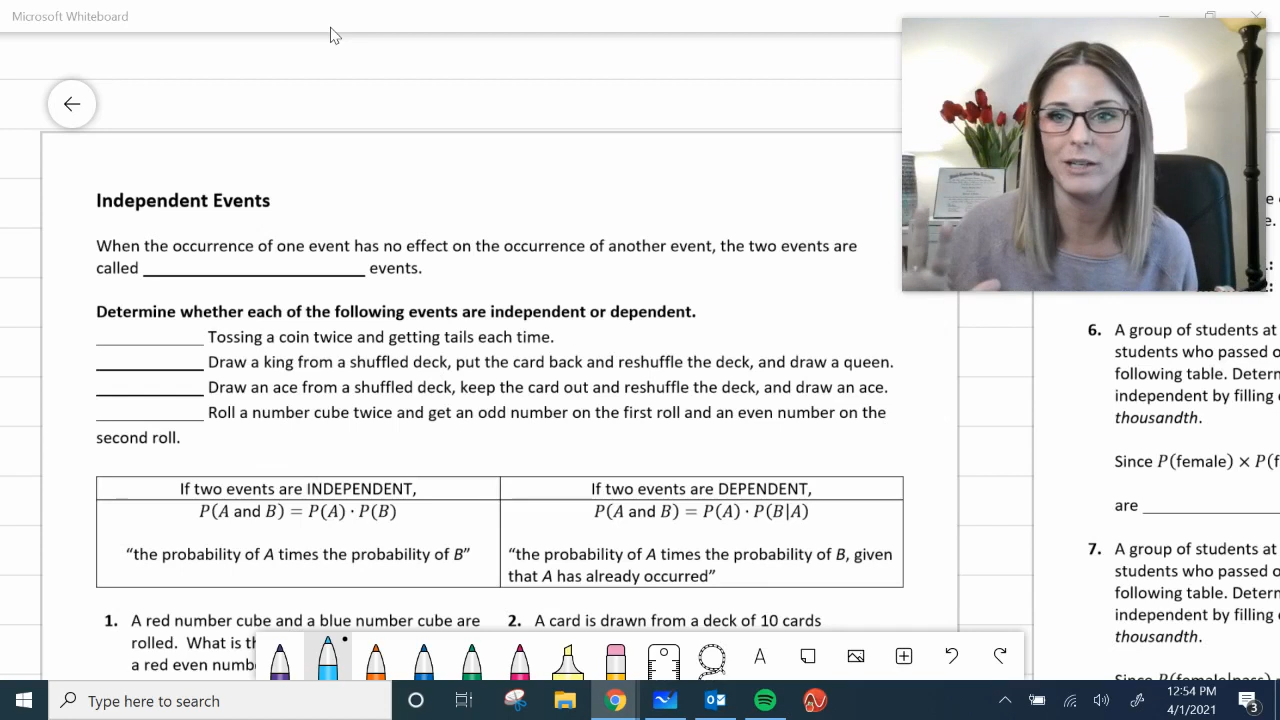 Microsoft Whiteboard
Independent Events
When the occurrence of one event has no effect on the occurrence of another event, the two events are
called ____________________ events.
Determine whether each of the following events are independent or dependent.
____________ Tossing a coin twice and getting tails each time.
____________ Draw a king from a shuffled deck, put the card back and reshuffle the deck, and draw a queen.
____________ Draw an ace from a shuffled deck, keep the card out and reshuffle the deck, and draw an ace.
____________ Roll a number cube twice and get an odd number on the first roll and an even number on the
second roll.
If two events are INDEPENDENT,
P(A and B) = P(A) · P(B)
“the probability of A times the probability of B”
If two events are DEPENDENT,
P(A and B) = P(A) · P(B|A)
“the probability of A times the probability of B, given
that A has already occurred”
1. A red number cube and a blue number cube are
rolled. What is
a red even
2. A card is drawn from a deck of 10 cards
6. A group of students at
students who passed
following table.
independent by filling
thousandth.
Since P(female) ×
are ____________
7. A group of students at
students who passed
following table.
independent by filling
thousandth.
A
Type here to search
12:54 PM
4/1/2021
3